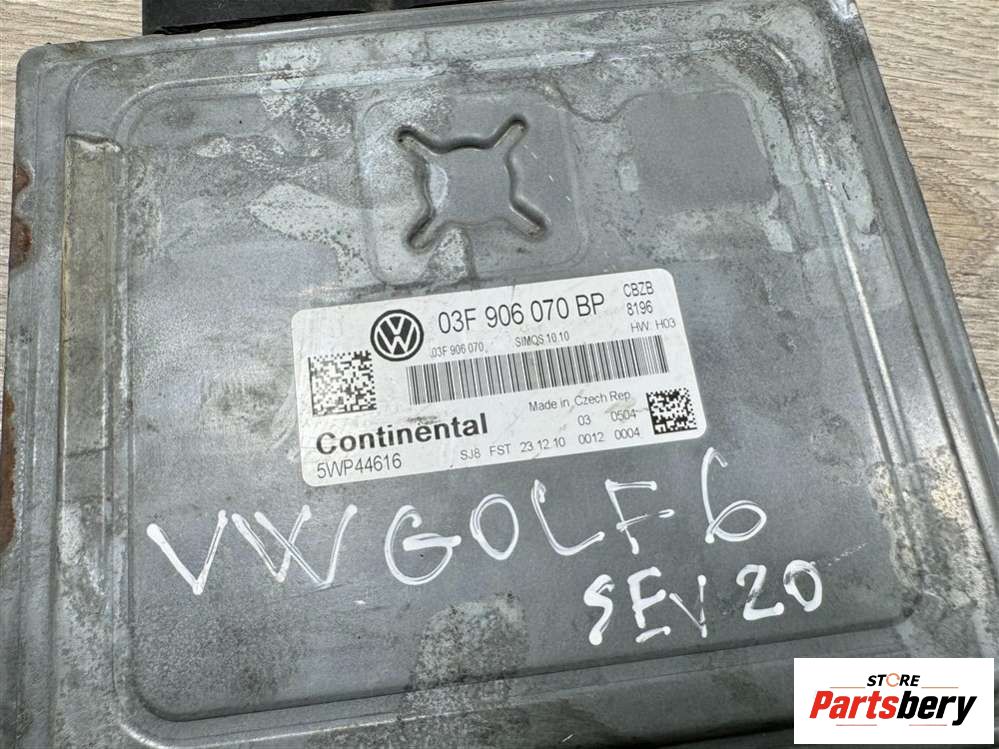 03F 906 070 BP
CBZB
8196
03F 906 070
SIMOS 10.10
HW: H03
Made in Czech Rep.
Continental
03 0504
5WP44616
SJ8 FST 23.12.10 0012 0004
VW GOLF 6
SEV 20
STORE
Partsbery